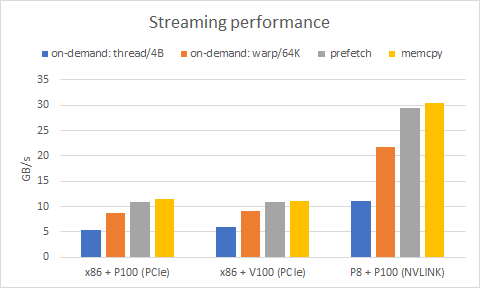 Streaming performance
on-demand: thread/4B on-demand: warp/64K prefetch memcpy
35
30
25
20
15
10
5
0
GB/s
x86 + P100 (PCIe) x86 + V100 (PCIe) P8 + P100 (NVLINK)